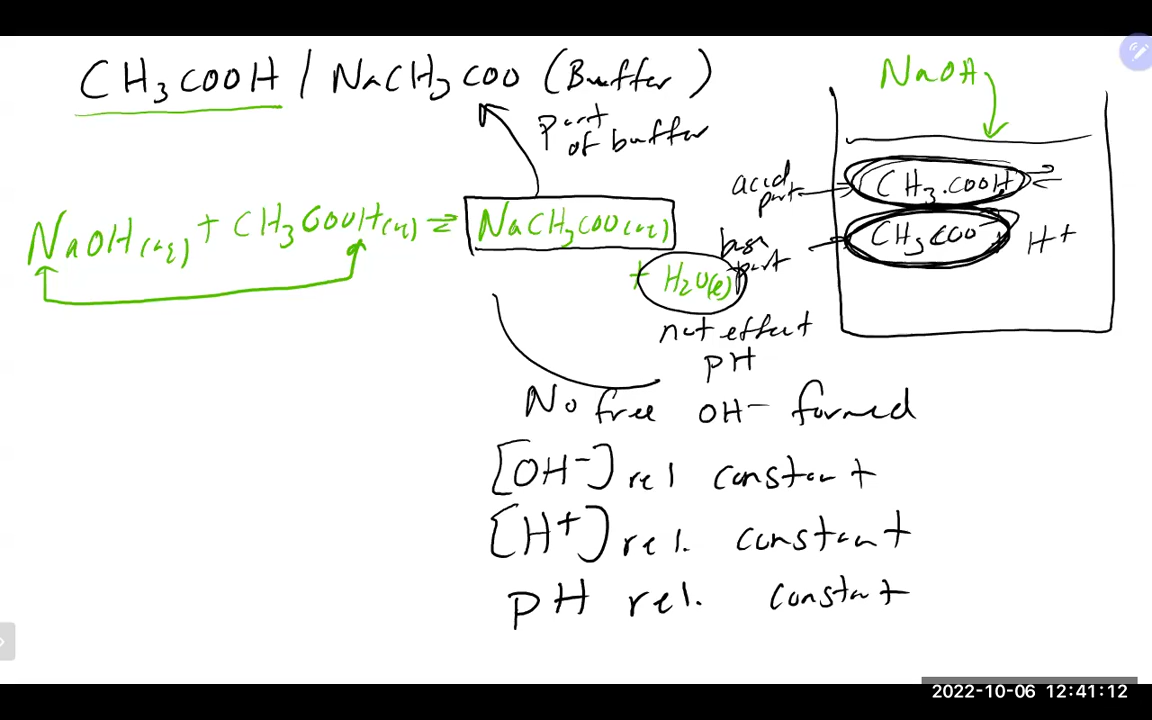 CH₃COOH / NaCH₃COO (Buffer)
part
of buffer
NaOH(aq) + CH₃COOH(aq) ⇌ NaCH₃COO(aq)
+ H₂O(l)
not effect
pH
No free OH⁻ formed
[OH⁻] rel constant
[H⁺] rel. constant
pH rel. constant
NaOH
acid
part
CH₃COOH ⇌
base
part
CH₃COO⁻ H+
2022-10-06 12:41:12